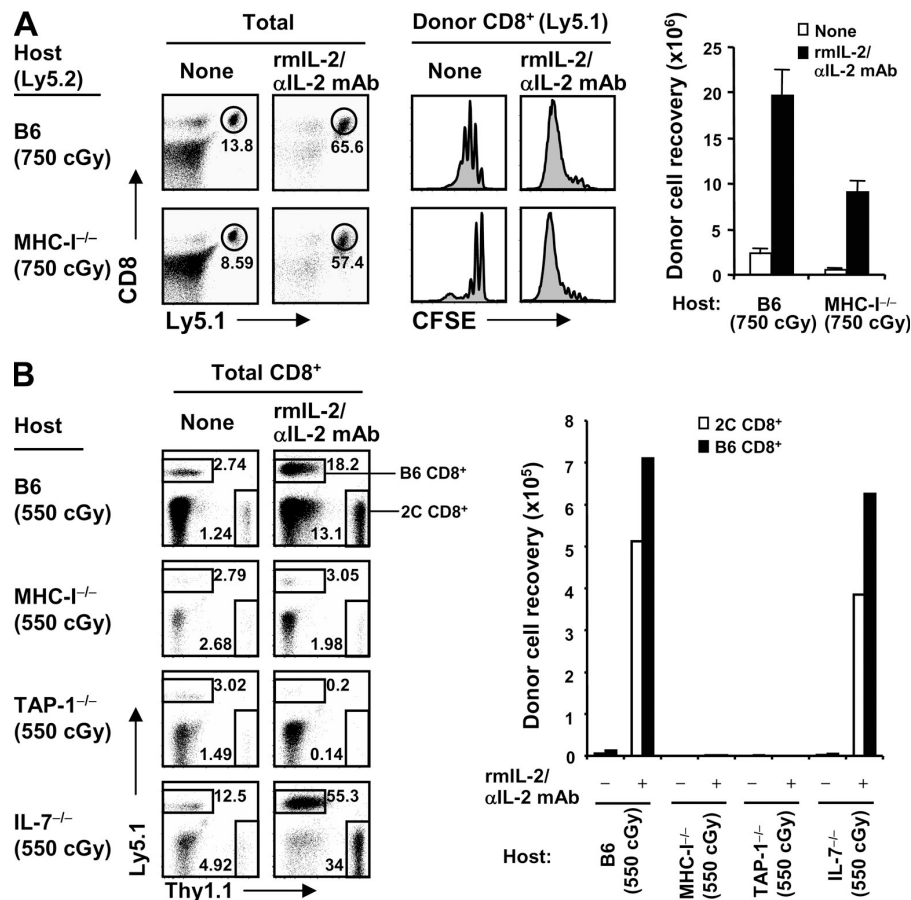 A
Host
(Ly5.2)
Total
None
rmIL-2/
αIL-2 mAb
Donor CD8+ (Ly5.1)
None
rmIL-2/
αIL-2 mAb
B6
(750 cGy)
13.8
65.6
MHC-I–/–
(750 cGy)
8.59
57.4
CD8
Ly5.1
CFSE
Donor cell recovery (x10⁶)
None
rmIL-2/
αIL-2 mAb
25
20
15
10
5
0
Host:
B6
(750 cGy)
MHC-I–/–
(750 cGy)
B
Total CD8+
Host
None
rmIL-2/
αIL-2 mAb
B6
(550 cGy)
2.74
1.24
18.2
13.1
B6 CD8+
2C CD8+
MHC-I–/–
(550 cGy)
2.79
2.68
3.05
1.98
TAP-1–/–
(550 cGy)
3.02
1.49
0.2
0.14
IL-7–/–
(550 cGy)
12.5
4.92
55.3
34
Ly5.1
Thy1.1
Donor cell recovery (x10⁵)
2C CD8+
B6 CD8+
8
7
6
5
4
3
2
1
0
rmIL-2/
αIL-2 mAb
– + – + – + – +
Host:
B6
(550 cGy)
MHC-I–/–
(550 cGy)
TAP-1–/–
(550 cGy)
IL-7–/–
(550 cGy)